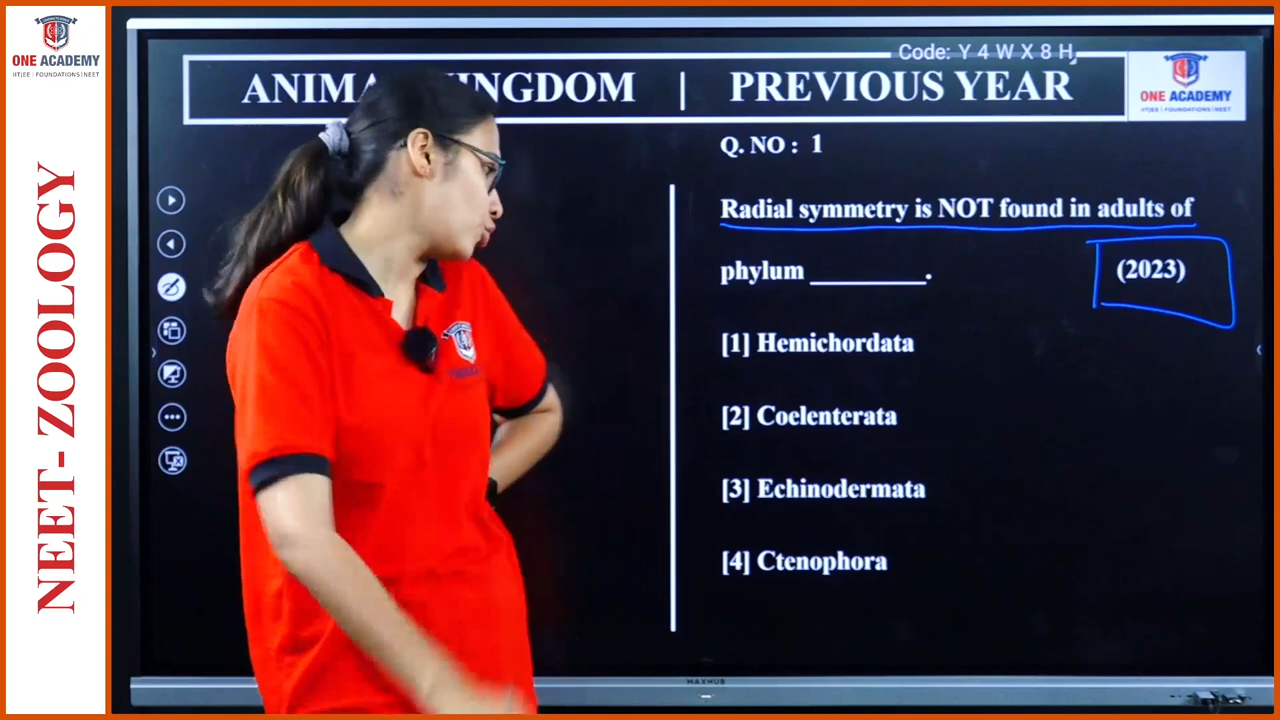 ONE ACADEMY
IIT|JEE | FOUNDATIONS | NEET
NEET- ZOOLOGY
Code: Y 4 W X 8 H
PREVIOUS YEAR
ONE ACADEMY
IIT|JEE | FOUNDATIONS | NEET
Q. NO : 1
Radial symmetry is NOT found in adults of
phylum ________.
(2023)
[1] Hemichordata
[2] Coelenterata
[3] Echinodermata
[4] Ctenophora
MAXHUB